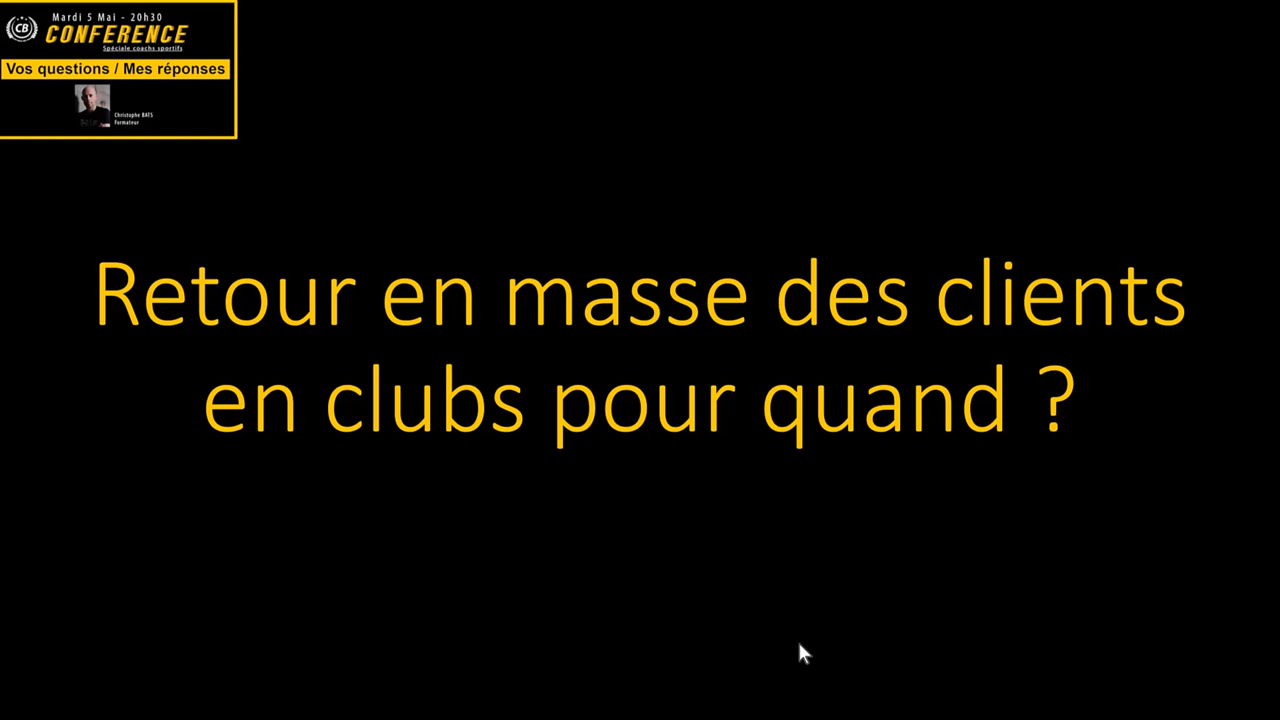 Mardi 5 Mai - 20h30
CB
CONFERENCE
Spéciale coachs sportifs
Vos questions / Mes réponses
Christophe BATS
Formateur
Retour en masse des clients
en clubs pour quand ?